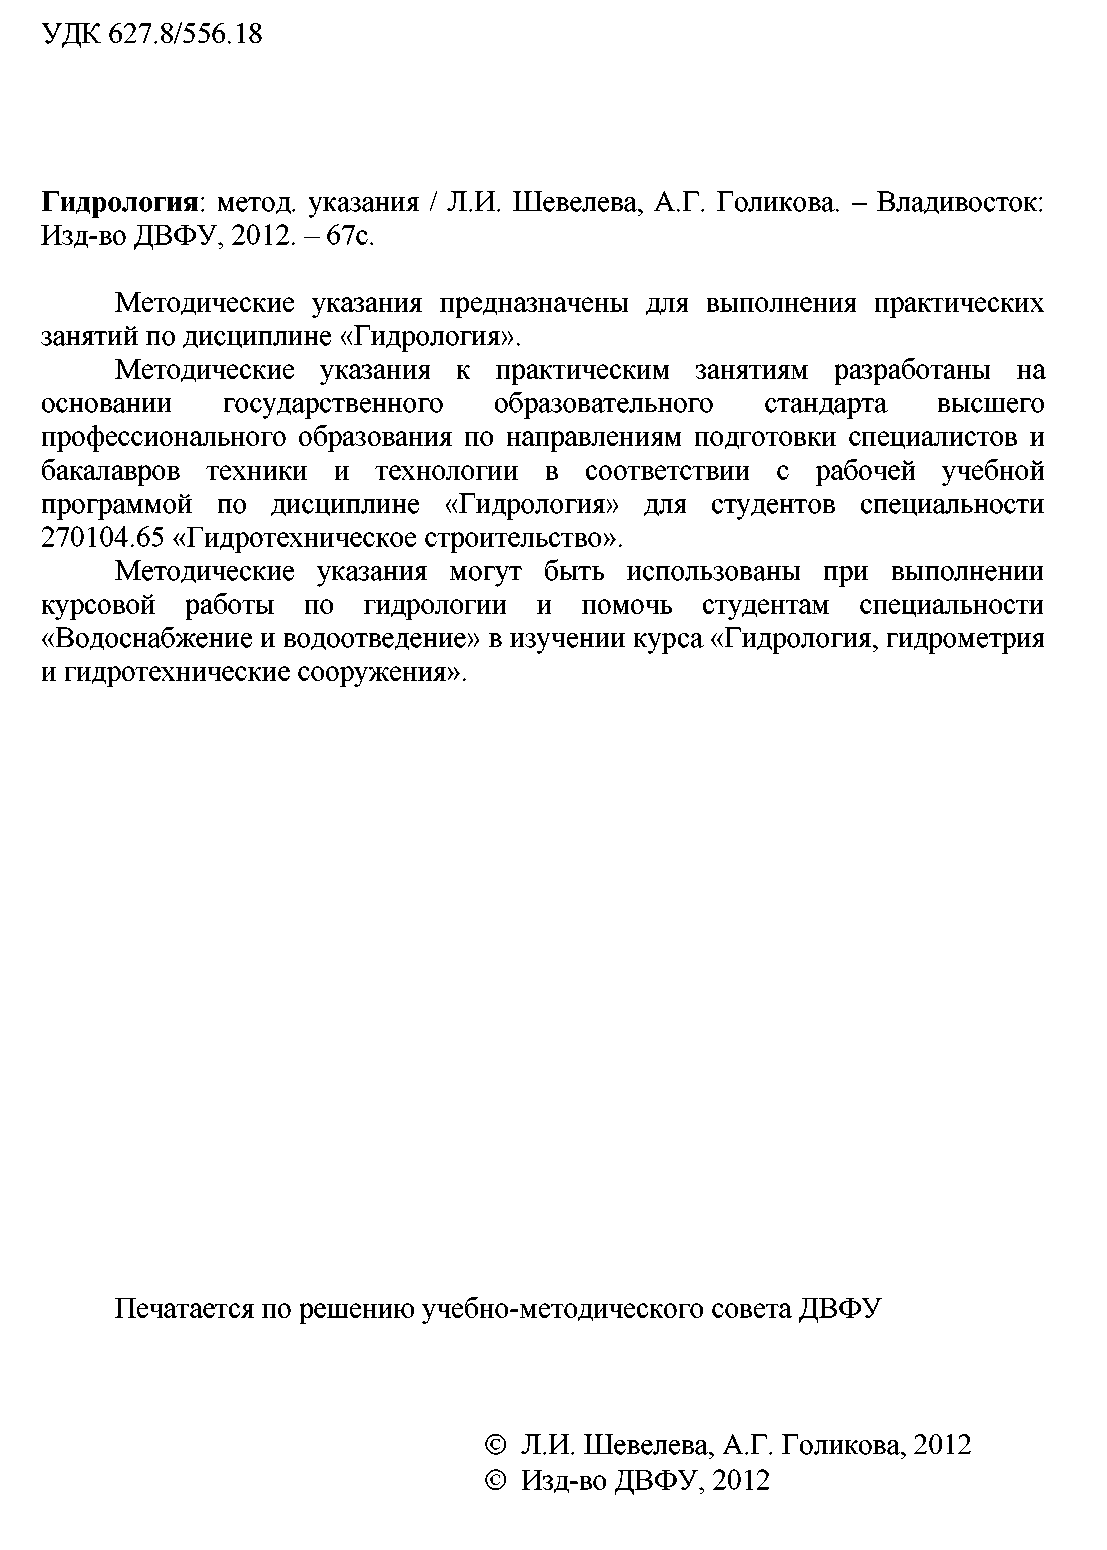 УДК 627.8/556.18
Гидрология: метод. указания / Л.И. Шевелева, А.Г. Голикова. – Владивосток:
Изд-во ДВФУ, 2012. – 67с.
Методические указания предназначены для выполнения практических
занятий по дисциплине «Гидрология».
Методические указания к практическим занятиям разработаны на
основании государственного образовательного стандарта высшего
профессионального образования по направлениям подготовки специалистов и
бакалавров техники и технологии в соответствии с рабочей учебной
программой по дисциплине «Гидрология» для студентов специальности
270104.65 «Гидротехническое строительство».
Методические указания могут быть использованы при выполнении
курсовой работы по гидрологии и помочь студентам специальности
«Водоснабжение и водоотведение» в изучении курса «Гидрология, гидрометрия
и гидротехнические сооружения».
Печатается по решению учебно-методического совета ДВФУ
© Л.И. Шевелева, А.Г. Голикова, 2012
© Изд-во ДВФУ, 2012